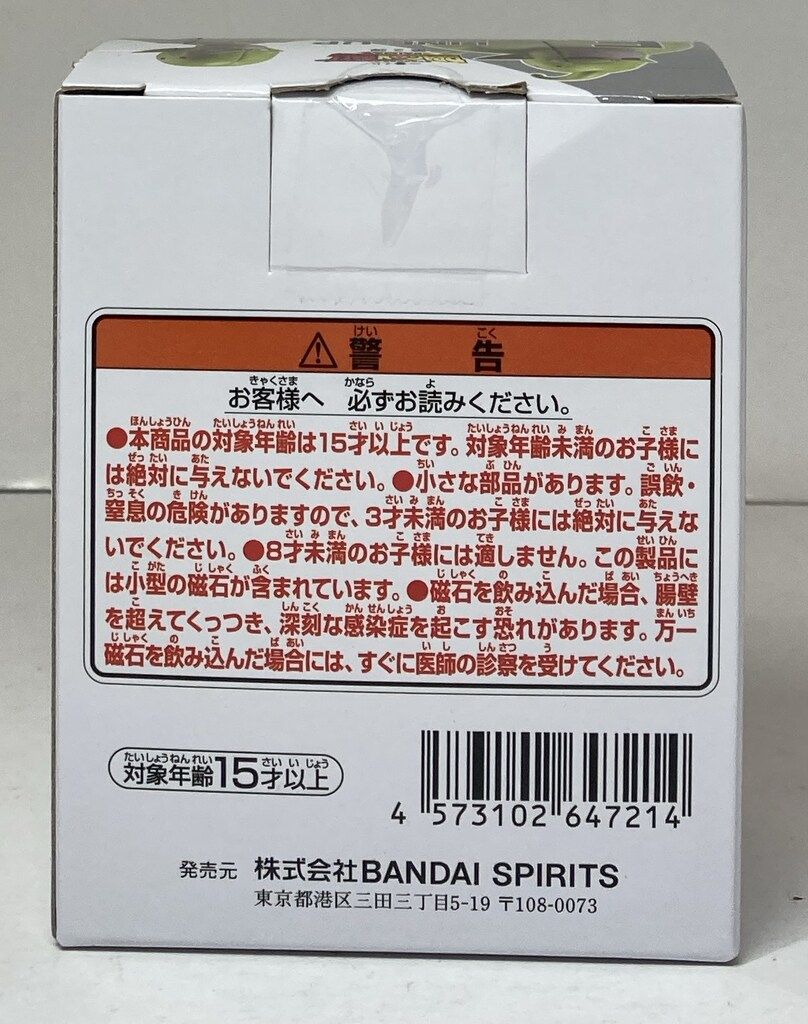 LINE UP
⚠警告
お客様へ 必ずお読みください。
●本商品の対象年齢は15才以上です。対象年齢未満のお子様に
は絶対に与えないでください。●小さな部品があります。誤飲・
窒息の危険がありますので、3才未満のお子様には絶対に与えな
いでください。●8才未満のお子様には適しません。この製品に
は小型の磁石が含まれています。●磁石を飲み込んだ場合、腸壁
を超えてくっつき、深刻な感染症を起こす恐れがあります。万一
磁石を飲み込んだ場合には、すぐに医師の診察を受けてください。
対象年齢15才以上
4 573102 647214
発売元 株式会社BANDAI SPIRITS
東京都港区三田三丁目5-19 〒108-0073